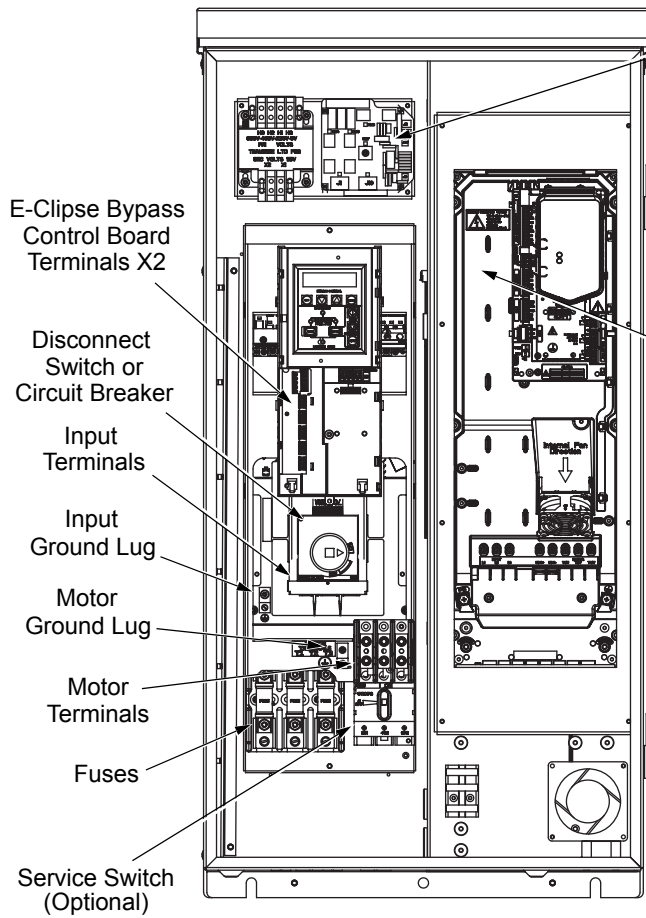 E-Clipse Bypass
Control Board
Terminals X2
Disconnect
Switch or
Circuit Breaker
Input
Terminals
Input
Ground Lug
Motor
Ground Lug
Motor
Terminals
Fuses
Service Switch
(Optional)
Internal Fan
Direction